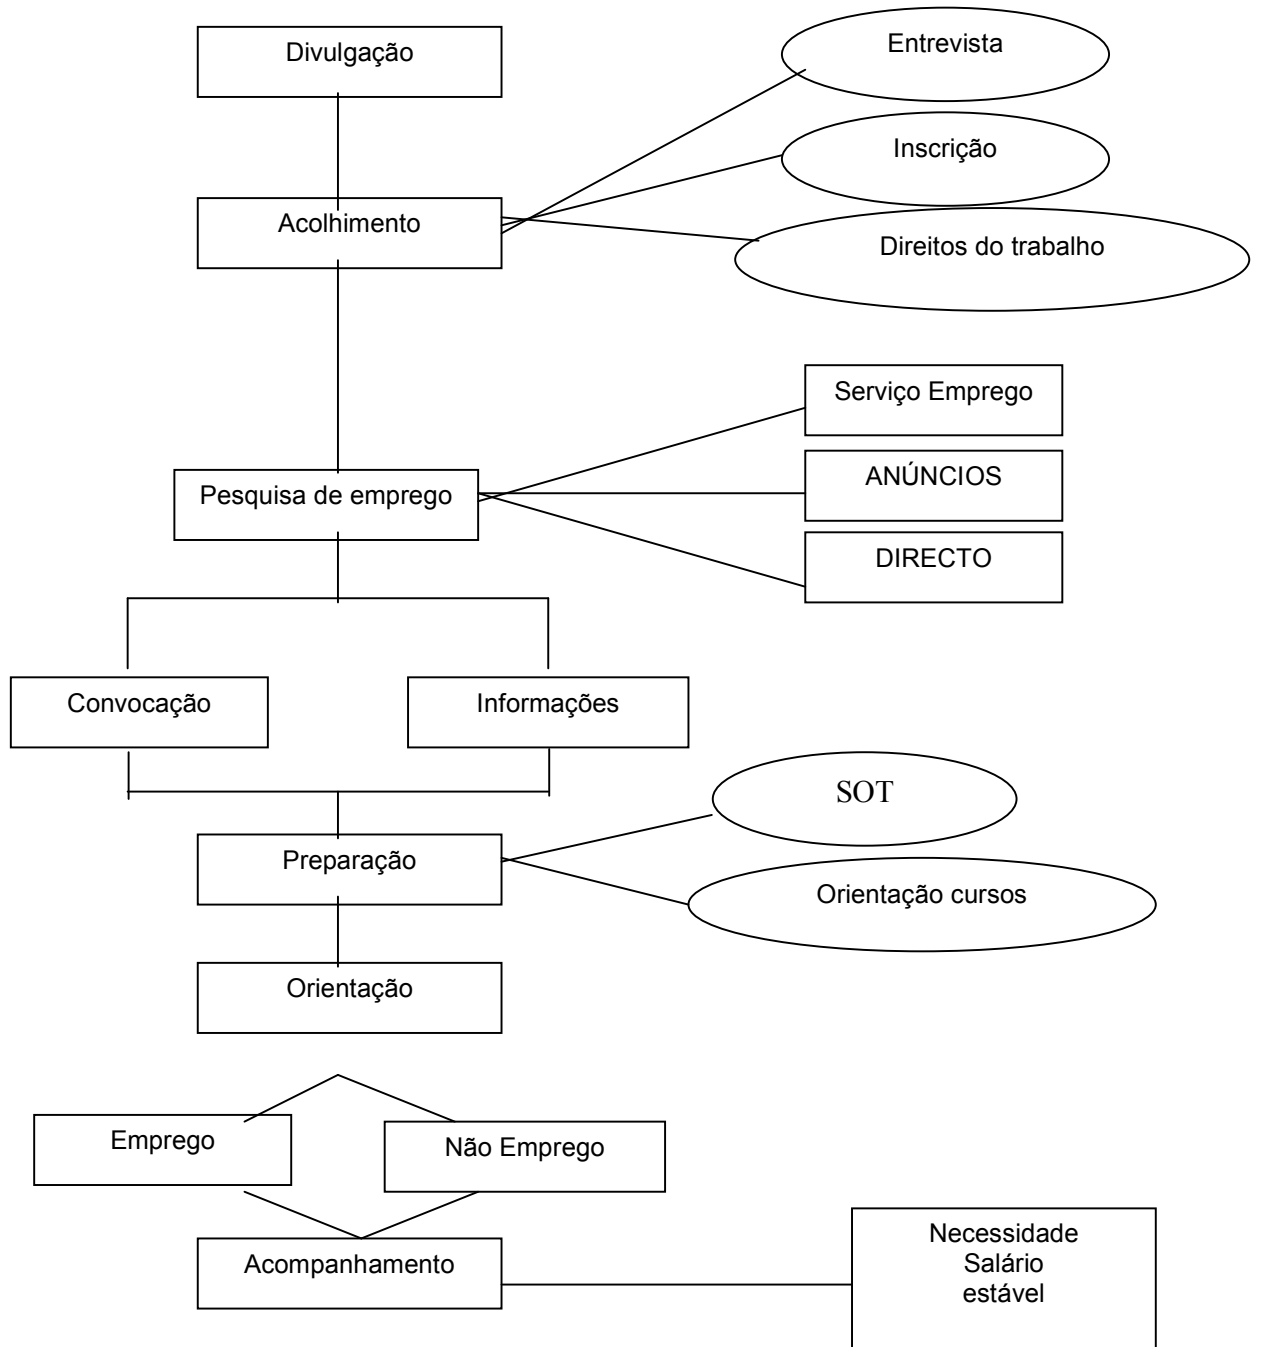 Divulgação
Entrevista
Inscrição
Acolhimento
Direitos do trabalho
Serviço Emprego
Pesquisa de emprego
ANÚNCIOS
DIRECTO
Convocação
Informações
SOT
Preparação
Orientação cursos
Orientação
Emprego
Não Emprego
Acompanhamento
Necessidade
Salário
estável